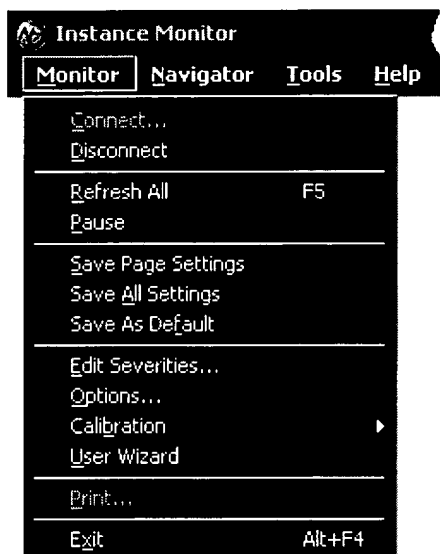 Instance Monitor
Monitor Navigator Tools Help
Connect...
Disconnect
Refresh All F5
Pause
Save Page Settings
Save All Settings
Save As Default
Edit Severities...
Options...
Calibration
User Wizard
Print...
Exit Alt+F4